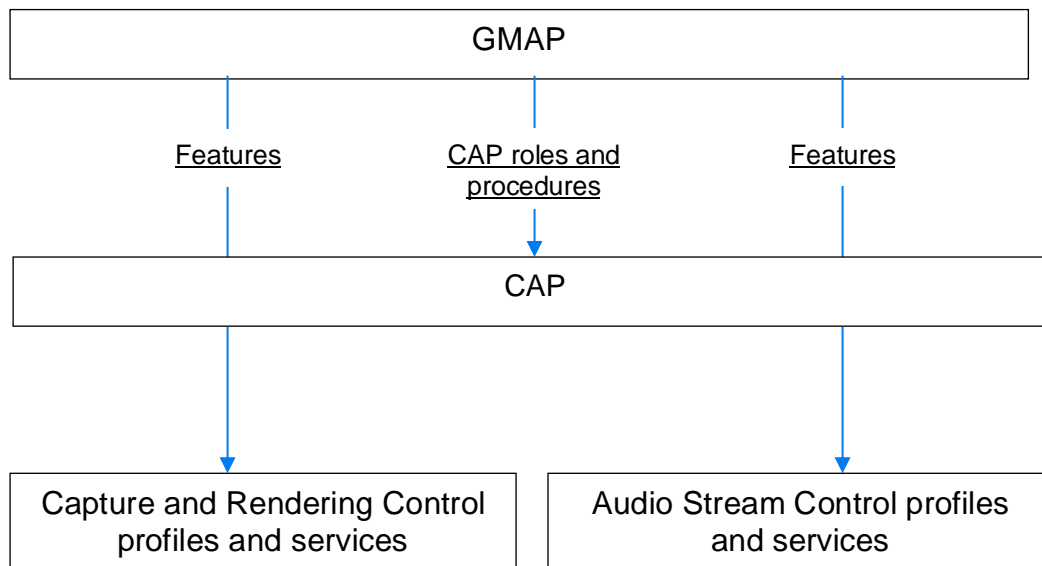 GMAP
Features
CAP roles and
procedures
Features
CAP
Capture and Rendering Control
profiles and services
Audio Stream Control profiles
and services